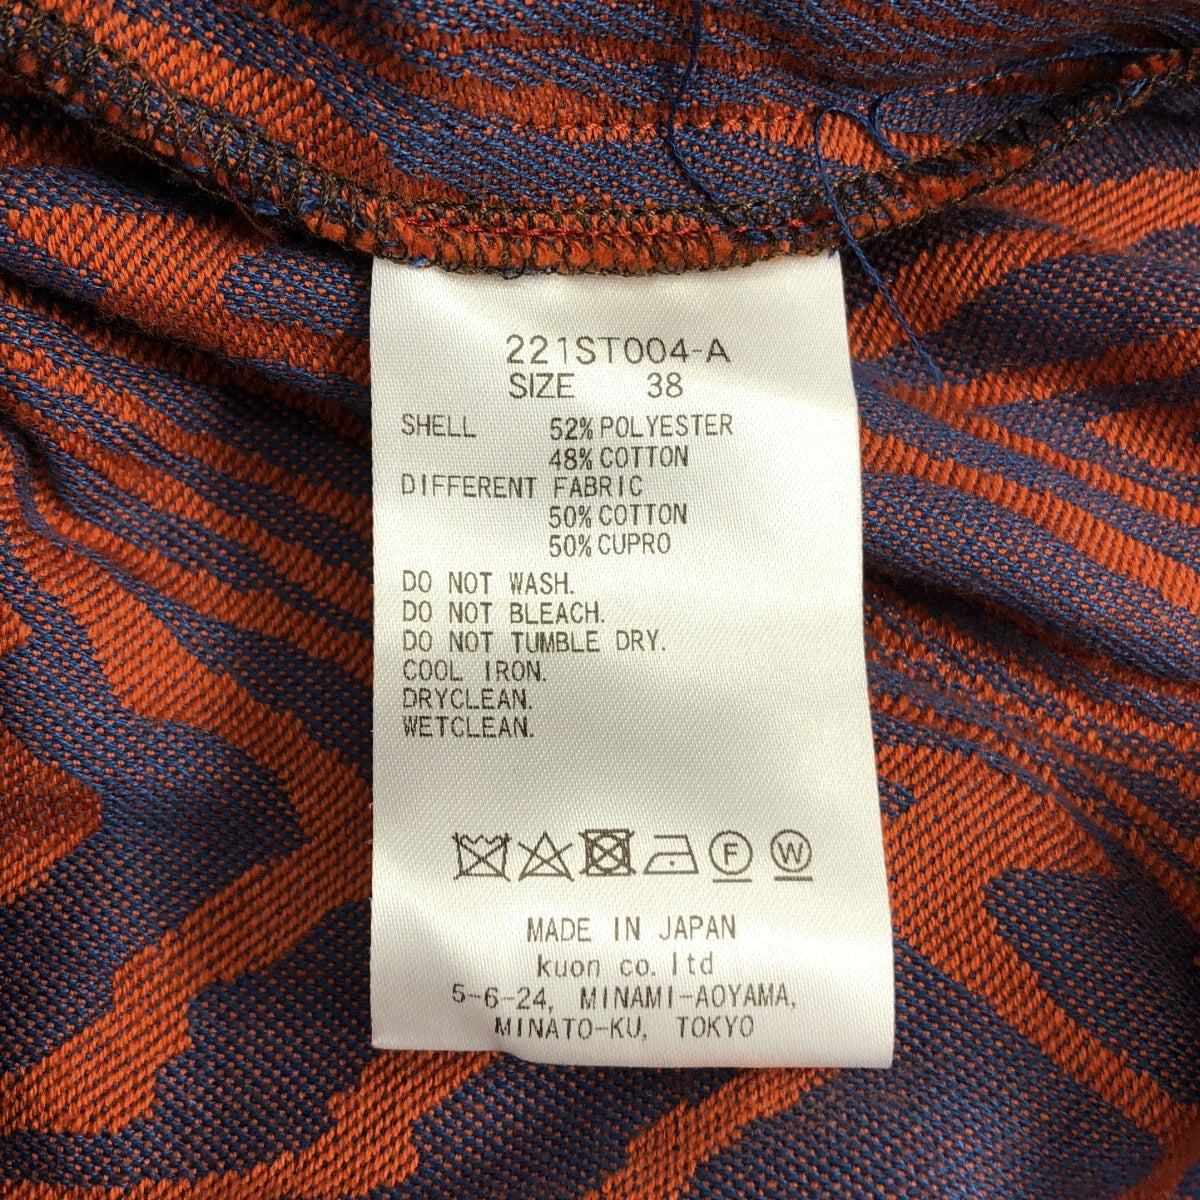 221ST004-A
SIZE 38
SHELL 52% POLYESTER
48% COTTON
DIFFERENT FABRIC
50% COTTON
50% CUPRO
DO NOT WASH.
DO NOT BLEACH.
DO NOT TUMBLE DRY.
COOL IRON.
DRYCLEAN.
WETCLEAN.
F W
MADE IN JAPAN
kuon co. ltd
5-6-24, MINAMI-AOYAMA,
MINATO-KU, TOKYO